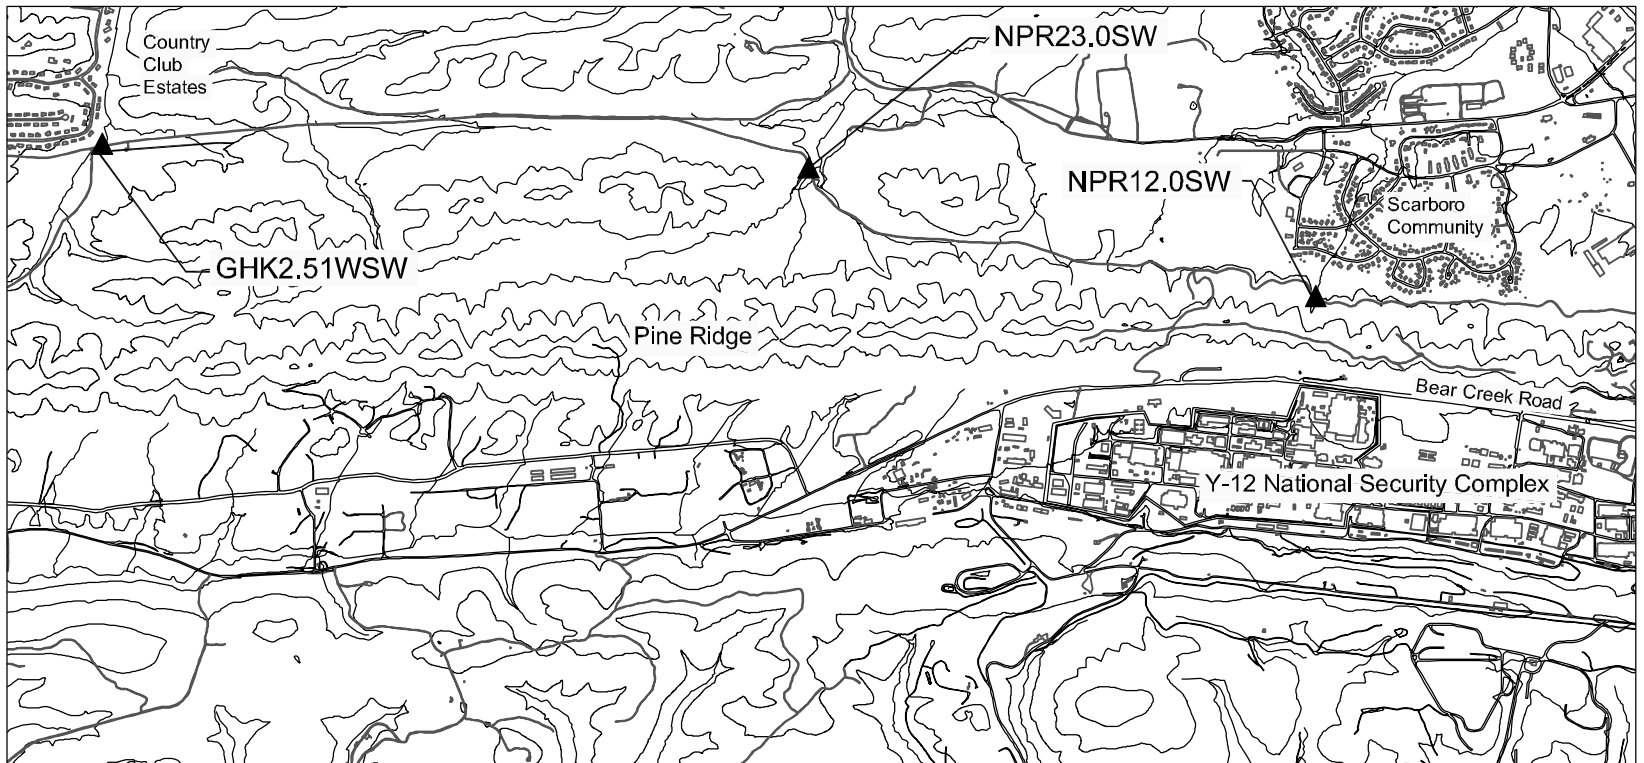 Country
Club
Estates
NPR23.0SW
NPR12.0SW
Scarboro
Community
GHK2.51WSW
Pine Ridge
Bear Creek Road
Y-12 National Security Complex